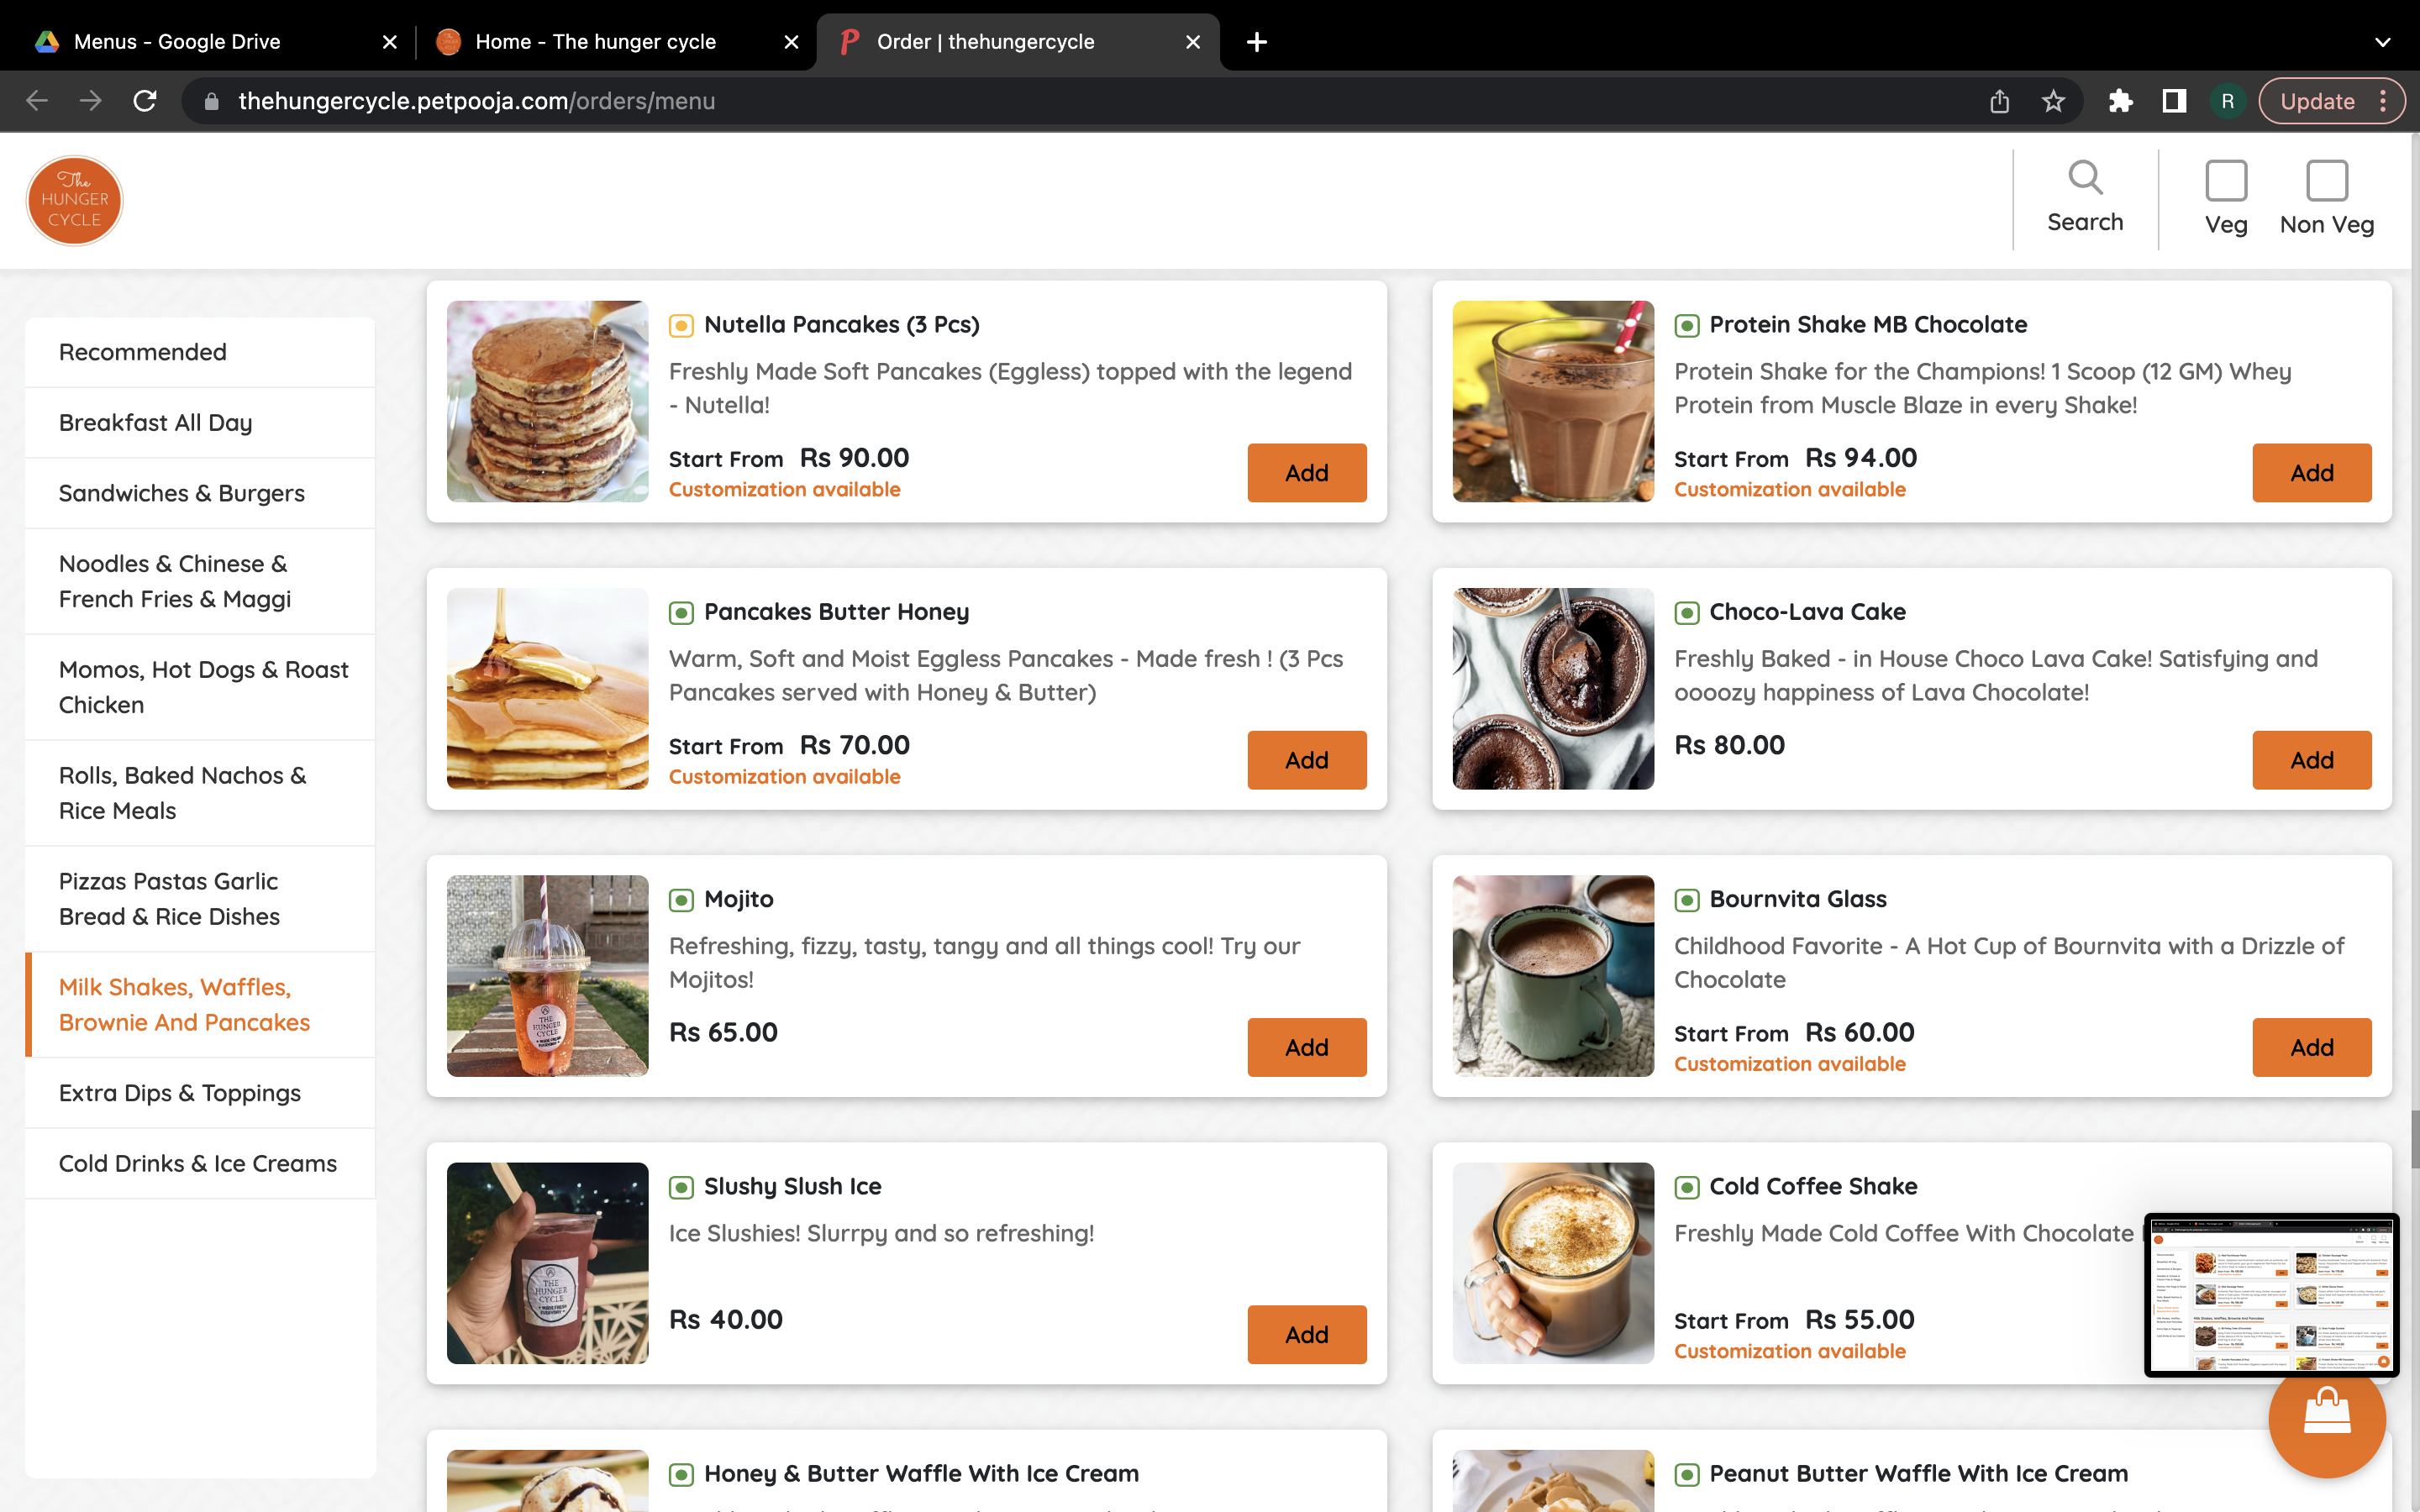 Menus - Google Drive
Home - The hunger cycle
Order | thehungercycle
thehungercycle.petpooja.com/orders/menu
R
Update
The
HUNGER
CYCLE
Search
Veg
Non Veg
Recommended
Breakfast All Day
Sandwiches & Burgers
Noodles & Chinese &
French Fries & Maggi
Momos, Hot Dogs & Roast
Chicken
Rolls, Baked Nachos &
Rice Meals
Pizzas Pastas Garlic
Bread & Rice Dishes
Milk Shakes, Waffles,
Brownie And Pancakes
Extra Dips & Toppings
Cold Drinks & Ice Creams
Nutella Pancakes (3 Pcs)
Freshly Made Soft Pancakes (Eggless) topped with the legend
- Nutella!
Start From Rs 90.00
Customization available
Add
Protein Shake MB Chocolate
Protein Shake for the Champions! 1 Scoop (12 GM) Whey
Protein from Muscle Blaze in every Shake!
Start From Rs 94.00
Customization available
Add
Pancakes Butter Honey
Warm, Soft and Moist Eggless Pancakes - Made fresh ! (3 Pcs
Pancakes served with Honey & Butter)
Start From Rs 70.00
Customization available
Add
Choco-Lava Cake
Freshly Baked - in House Choco Lava Cake! Satisfying and
oooozy happiness of Lava Chocolate!
Rs 80.00
Add
Mojito
Refreshing, fizzy, tasty, tangy and all things cool! Try our
Mojitos!
Rs 65.00
Add
THE
HUNGER
CYCLE
Bournvita Glass
Childhood Favorite - A Hot Cup of Bournvita with a Drizzle of
Chocolate
Start From Rs 60.00
Customization available
Add
Slushy Slush Ice
Ice Slushies! Slurrpy and so refreshing!
Rs 40.00
Add
THE
HUNGER
CYCLE
Cold Coffee Shake
Freshly Made Cold Coffee With Chocolate
Start From Rs 55.00
Customization available
Honey & Butter Waffle With Ice Cream
Peanut Butter Waffle With Ice Cream